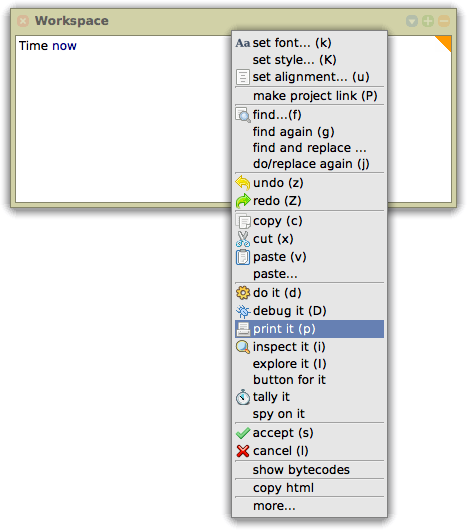 Workspace
Time now
Aa set font... (k)
set style... (K)
set alignment... (u)
make project link (P)
find...(f)
find again (g)
find and replace ...
do/replace again (j)
undo (z)
redo (Z)
copy (c)
cut (x)
paste (v)
paste...
do it (d)
debug it (D)
print it (p)
inspect it (i)
explore it (I)
button for it
tally it
spy on it
accept (s)
cancel (l)
show bytecodes
copy html
more...